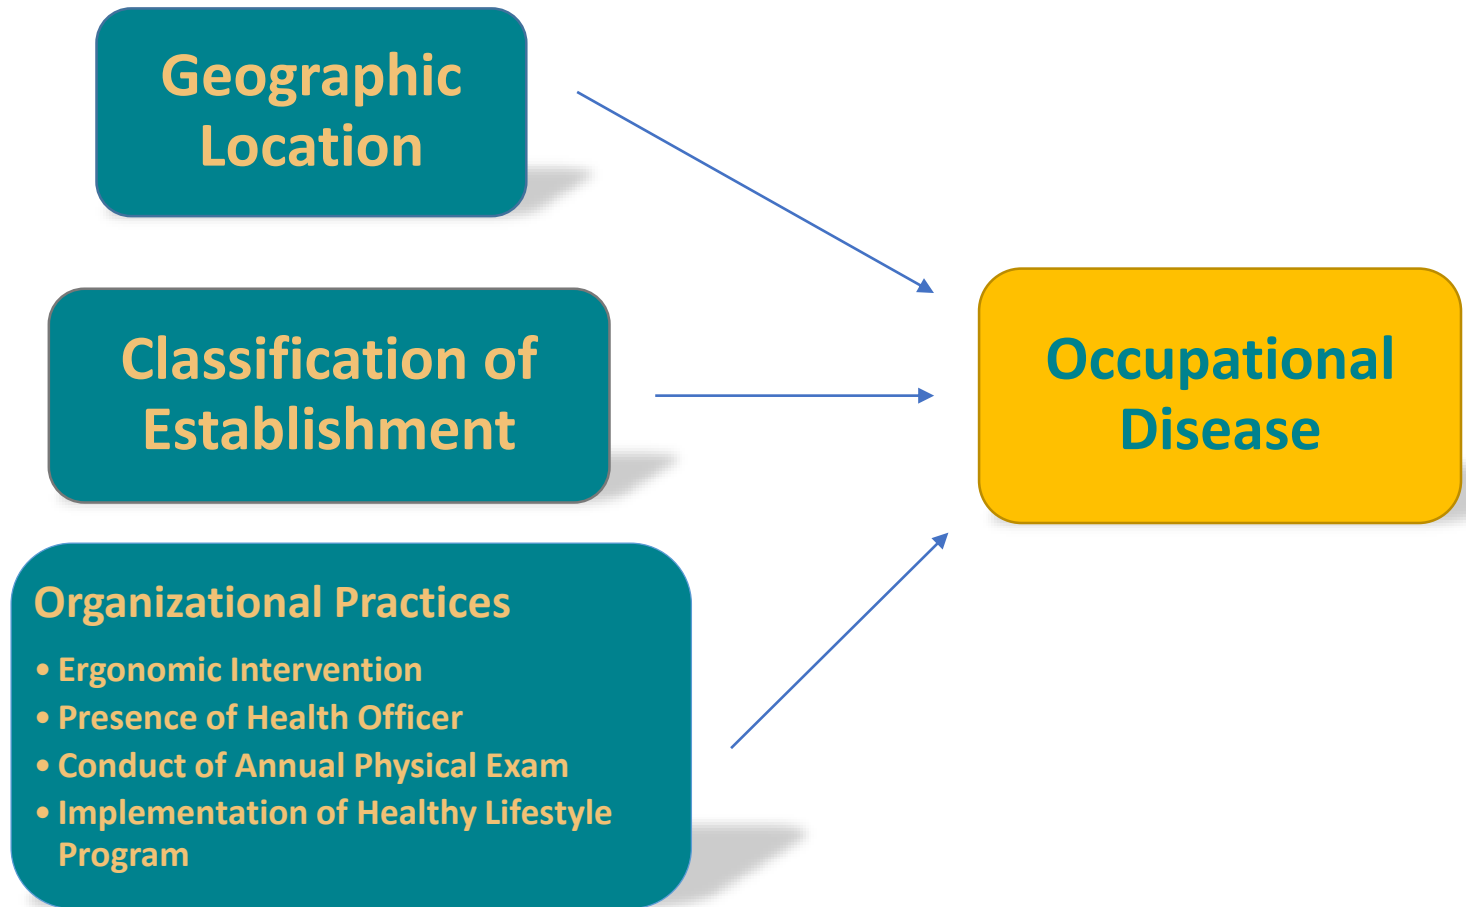 Geographic
Location
Classification of
Establishment
Occupational
Disease
Organizational Practices
• Ergonomic Intervention
• Presence of Health Officer
• Conduct of Annual Physical Exam
• Implementation of Healthy Lifestyle
Program